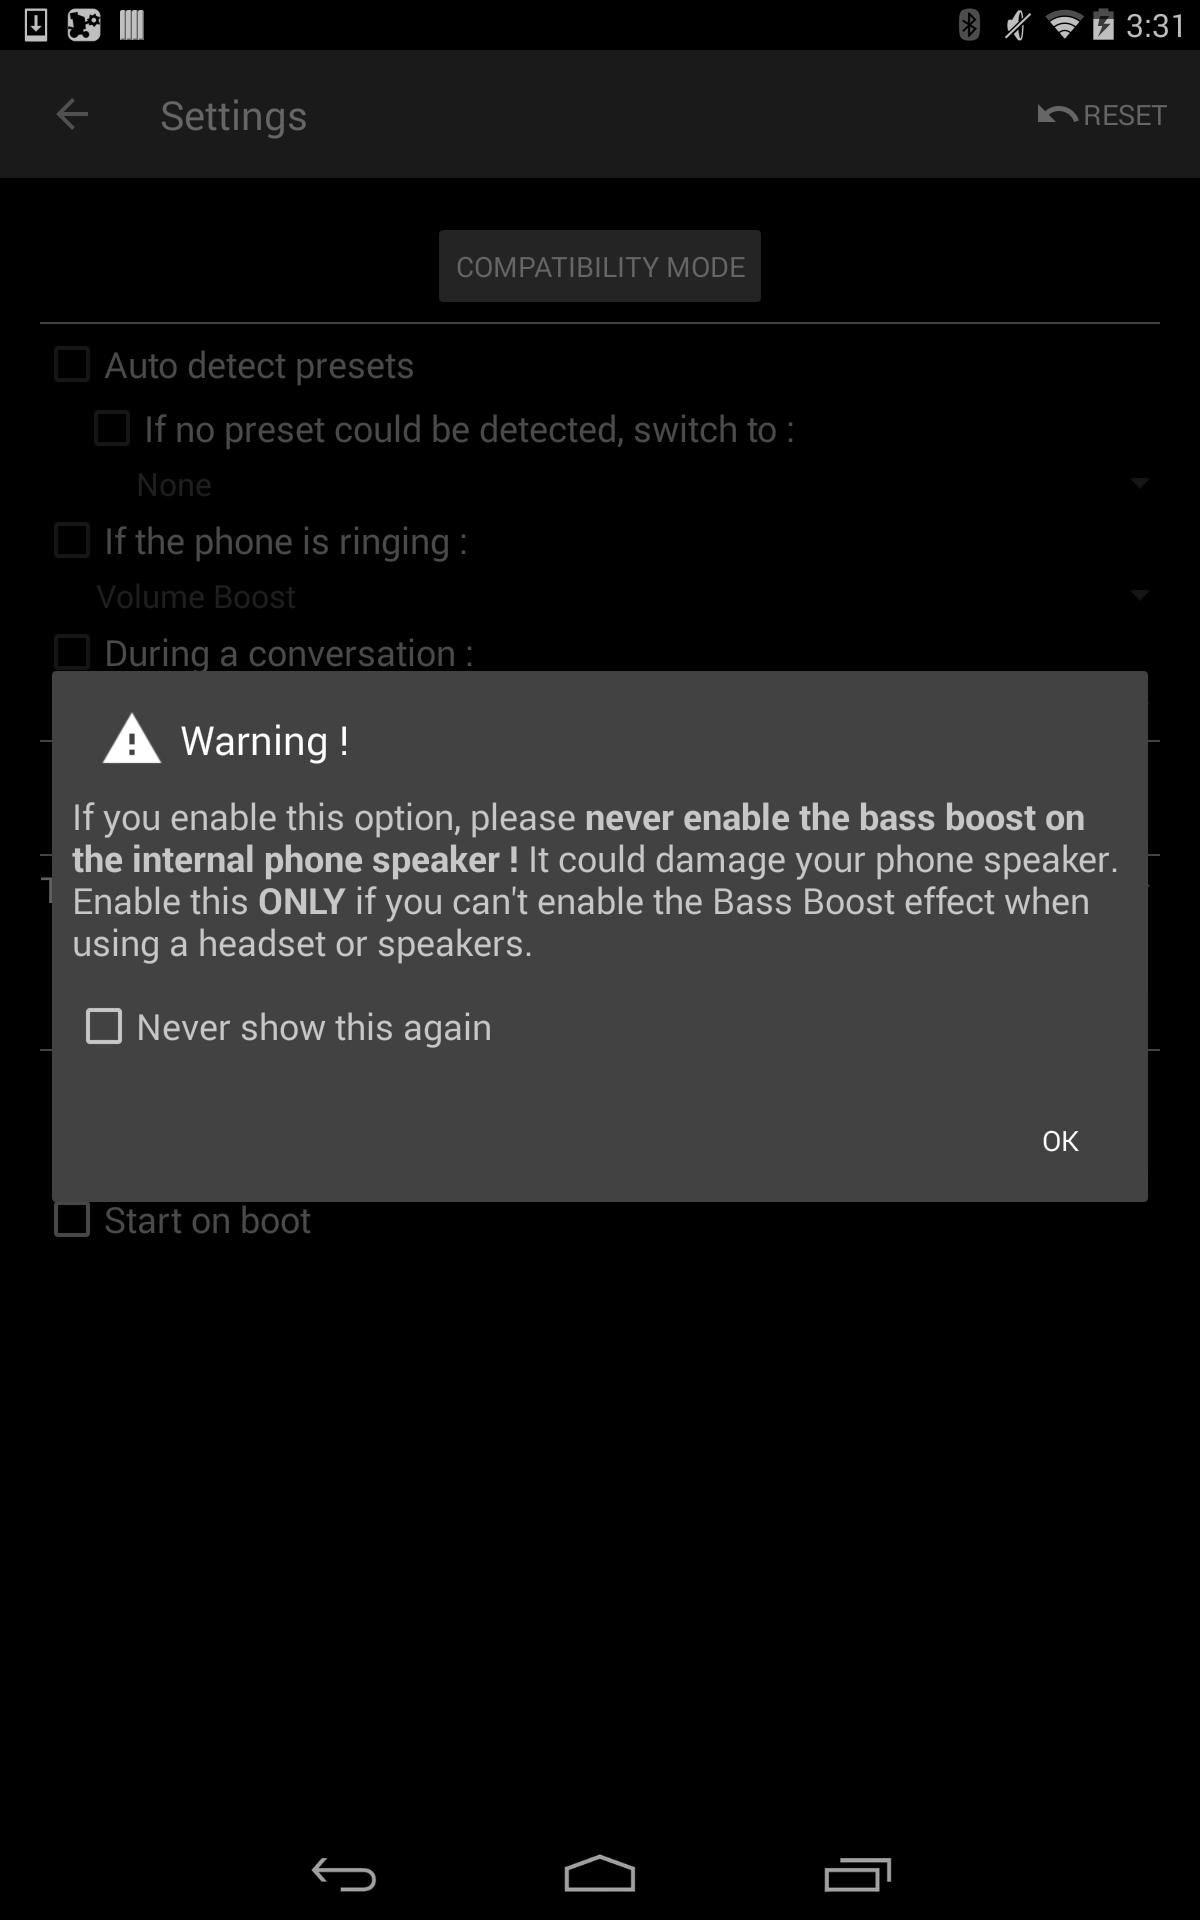 3:31
Settings
RESET
COMPATIBILITY MODE
Auto detect presets
If no preset could be detected, switch to :
None
If the phone is ringing :
Volume Boost
During a conversation :
Warning !
If you enable this option, please never enable the bass boost on
the internal phone speaker ! It could damage your phone speaker.
Enable this ONLY if you can't enable the Bass Boost effect when
using a headset or speakers.
Never show this again
OK
Start on boot